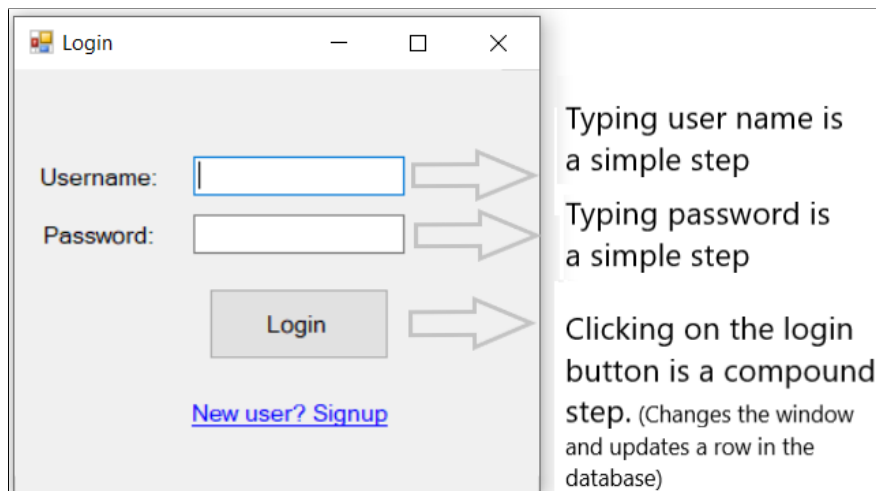 Login
Username:
Typing user name is
a simple step
Password:
Typing password is
a simple step
Login
Clicking on the login
button is a compound
step. (Changes the window
and updates a row in the
database)
New user? Signup